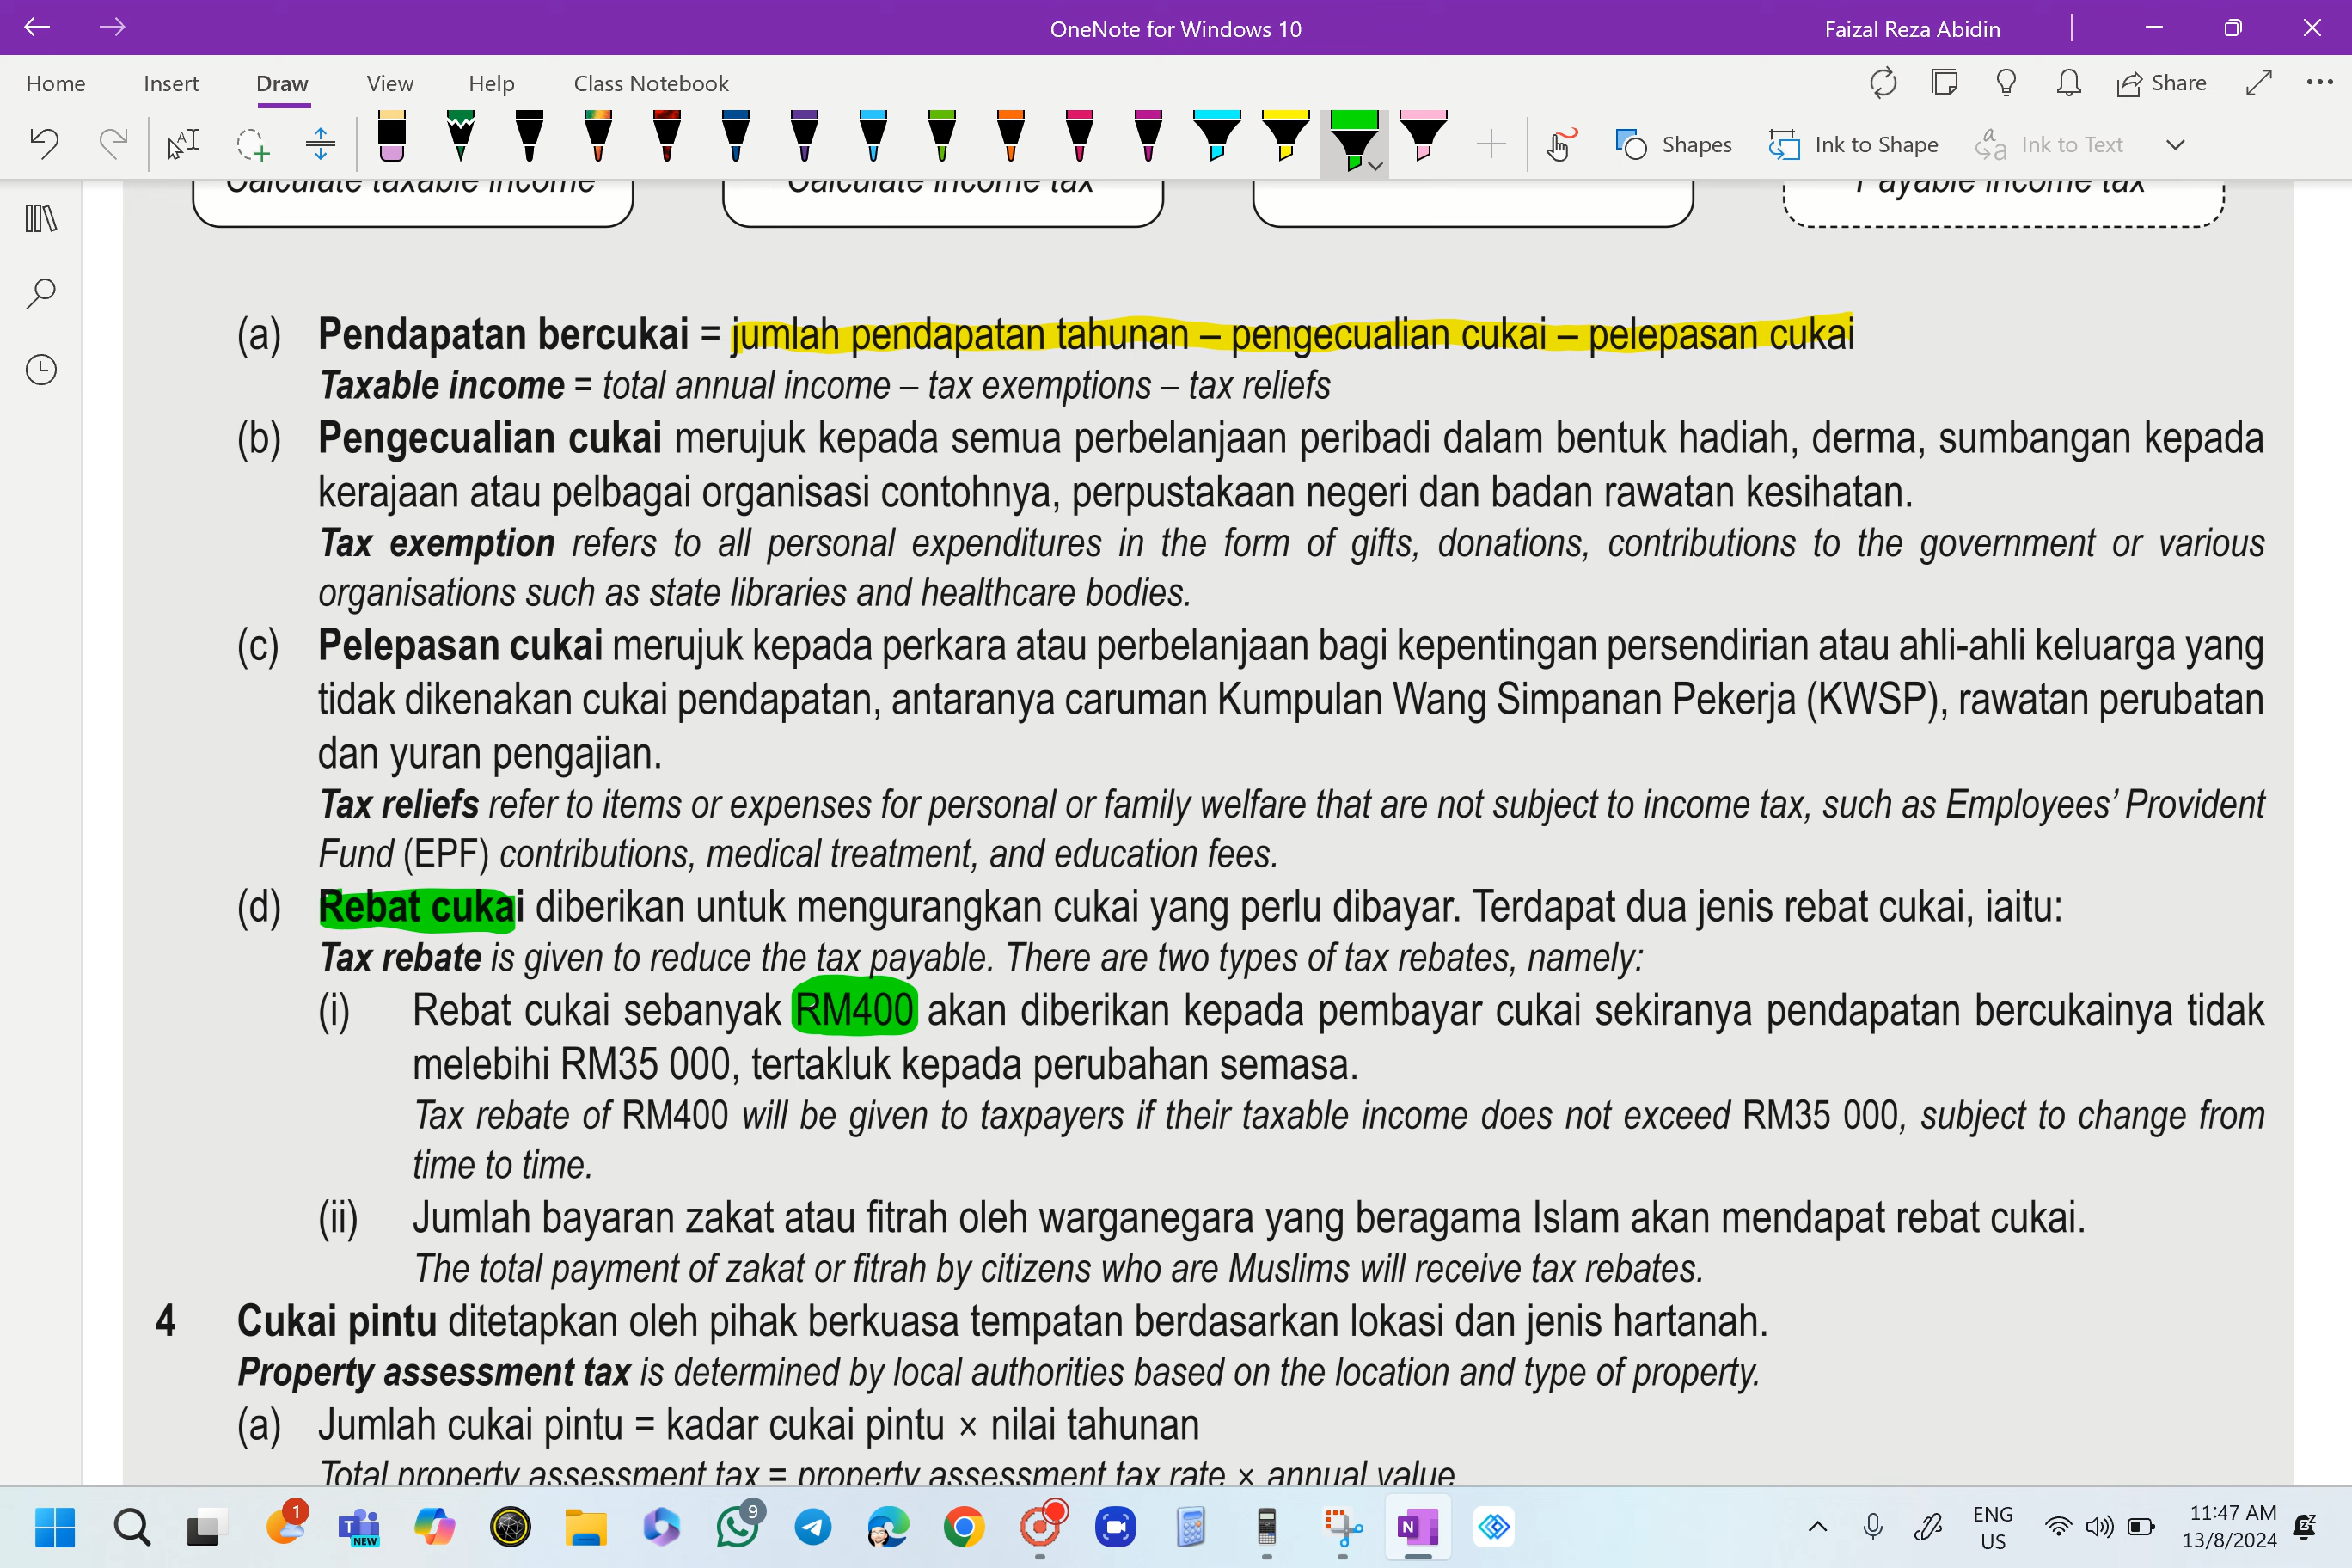 OneNote for Windows 10
Faizal Reza Abidin
Home Insert Draw View Help Class Notebook Share
Shapes Ink to Shape Ink to Text
Calculate taxable income Calculate income tax Payable income tax
(a) Pendapatan bercukai = jumlah pendapatan tahunan – pengecualian cukai – pelepasan cukai
Taxable income = total annual income – tax exemptions – tax reliefs
(b) Pengecualian cukai merujuk kepada semua perbelanjaan peribadi dalam bentuk hadiah, derma, sumbangan kepada
kerajaan atau pelbagai organisasi contohnya, perpustakaan negeri dan badan rawatan kesihatan.
Tax exemption refers to all personal expenditures in the form of gifts, donations, contributions to the government or various
organisations such as state libraries and healthcare bodies.
(c) Pelepasan cukai merujuk kepada perkara atau perbelanjaan bagi kepentingan persendirian atau ahli-ahli keluarga yang
tidak dikenakan cukai pendapatan, antaranya caruman Kumpulan Wang Simpanan Pekerja (KWSP), rawatan perubatan
dan yuran pengajian.
Tax reliefs refer to items or expenses for personal or family welfare that are not subject to income tax, such as Employees’ Provident
Fund (EPF) contributions, medical treatment, and education fees.
(d) Rebat cukai diberikan untuk mengurangkan cukai yang perlu dibayar. Terdapat dua jenis rebat cukai, iaitu:
Tax rebate is given to reduce the tax payable. There are two types of tax rebates, namely:
(i) Rebat cukai sebanyak RM400 akan diberikan kepada pembayar cukai sekiranya pendapatan bercukainya tidak
melebihi RM35 000, tertakluk kepada perubahan semasa.
Tax rebate of RM400 will be given to taxpayers if their taxable income does not exceed RM35 000, subject to change from
time to time.
(ii) Jumlah bayaran zakat atau fitrah oleh warganegara yang beragama Islam akan mendapat rebat cukai.
The total payment of zakat or fitrah by citizens who are Muslims will receive tax rebates.
4 Cukai pintu ditetapkan oleh pihak berkuasa tempatan berdasarkan lokasi dan jenis hartanah.
Property assessment tax is determined by local authorities based on the location and type of property.
(a) Jumlah cukai pintu = kadar cukai pintu × nilai tahunan
Total property assessment tax = property assessment tax rate × annual value
1 NEW 9 ENG 11:47 AM
US 13/8/2024